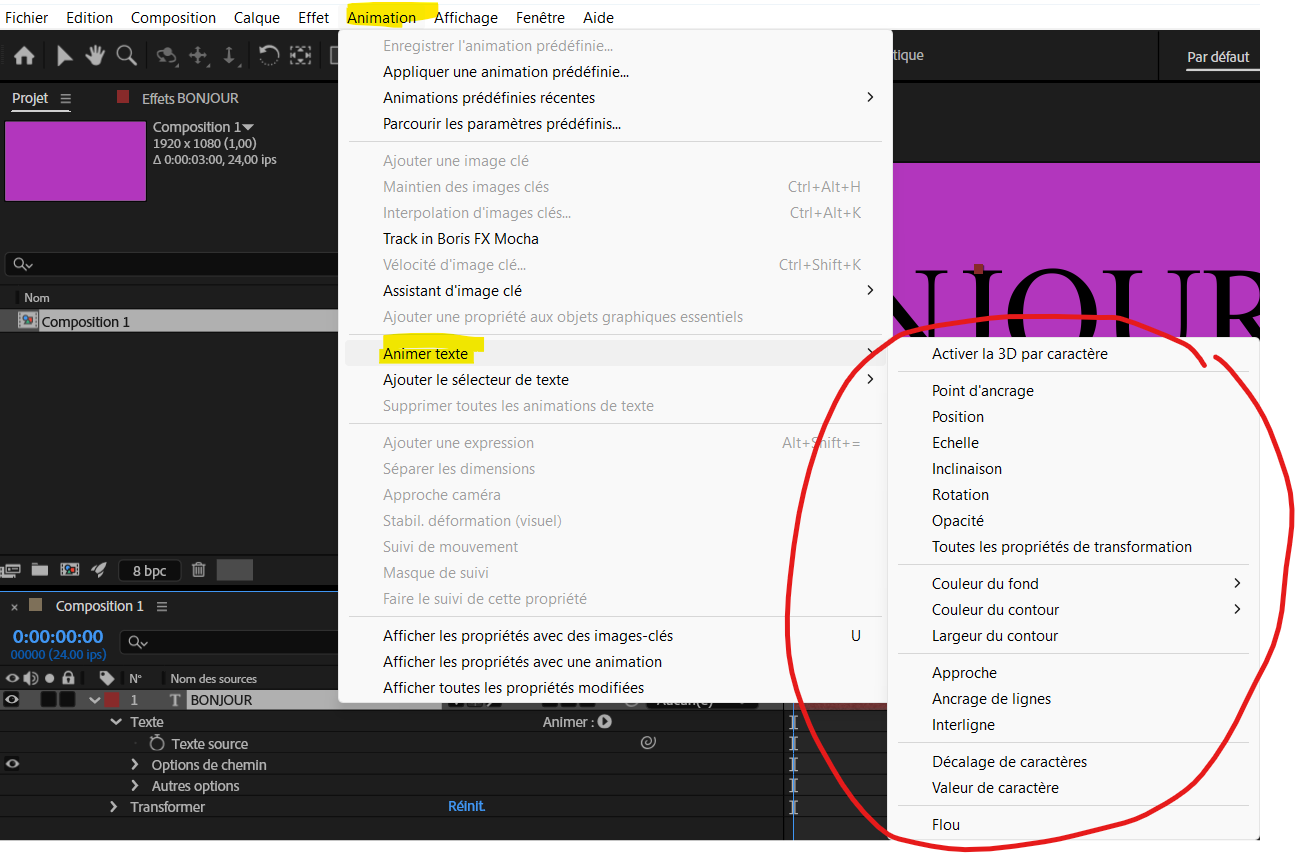 Fichier Edition Composition Calque Effet Animation Affichage Fenêtre Aide
tique
Par défaut
Projet Effets BONJOUR
Composition 1
1920 x 1080 (1,00)
Δ 0:00:03:00, 24,00 ips
Nom
Composition 1
8 bpc
Enregistrer l'animation prédéfinie...
Appliquer une animation prédéfinie...
Animations prédéfinies récentes
Parcourir les paramètres prédéfinis...
Ajouter une image clé
Maintien des images clés Ctrl+Alt+H
Interpolation d'images clés... Ctrl+Alt+K
Track in Boris FX Mocha
Vélocité d'image clé... Ctrl+Shift+K
Assistant d'image clé
Ajouter une propriété aux objets graphiques essentiels
Animer texte
Ajouter le sélecteur de texte
Supprimer toutes les animations de texte
Ajouter une expression Alt+Shift+=
Séparer les dimensions
Approche caméra
Stabil. déformation (visuel)
Suivi de mouvement
Masque de suivi
Faire le suivi de cette propriété
Afficher les propriétés avec des images-clés U
Afficher les propriétés avec une animation
Afficher toutes les propriétés modifiées
NJOUR
Activer la 3D par caractère
Point d'ancrage
Position
Echelle
Inclinaison
Rotation
Opacité
Toutes les propriétés de transformation
Couleur du fond
Couleur du contour
Largeur du contour
Approche
Ancrage de lignes
Interligne
Décalage de caractères
Valeur de caractère
Flou
Composition 1
0:00:00:00
00000 (24.00 ips)
N° Nom des sources
1 T BONJOUR Aucun(e)
Texte Animer :
Texte source
Options de chemin
Autres options
Transformer Réinit.